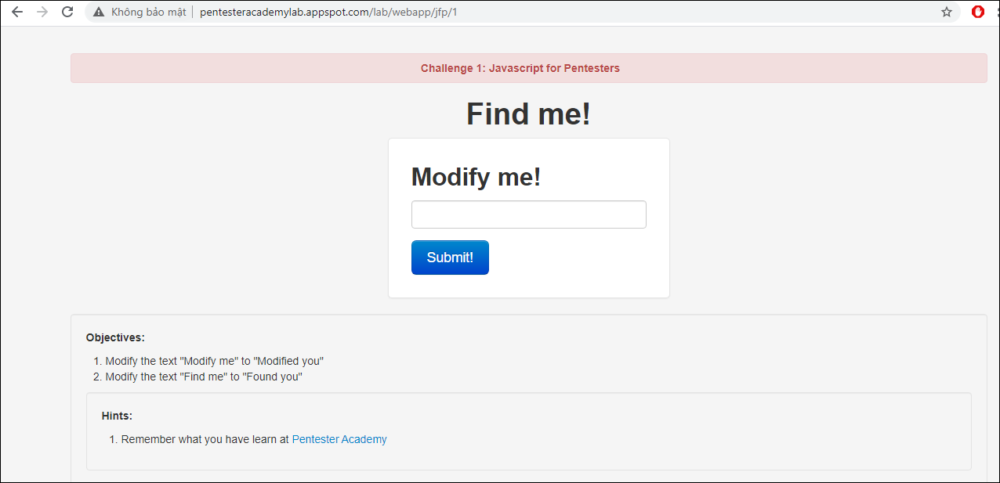 Không bảo mật | pentesteracademylab.appspot.com/lab/webapp/jfp/1
Challenge 1: Javascript for Pentesters
Find me!
Modify me!
Submit!
Objectives:
1. Modify the text "Modify me" to "Modified you"
2. Modify the text "Find me" to "Found you"
Hints:
1. Remember what you have learn at Pentester Academy